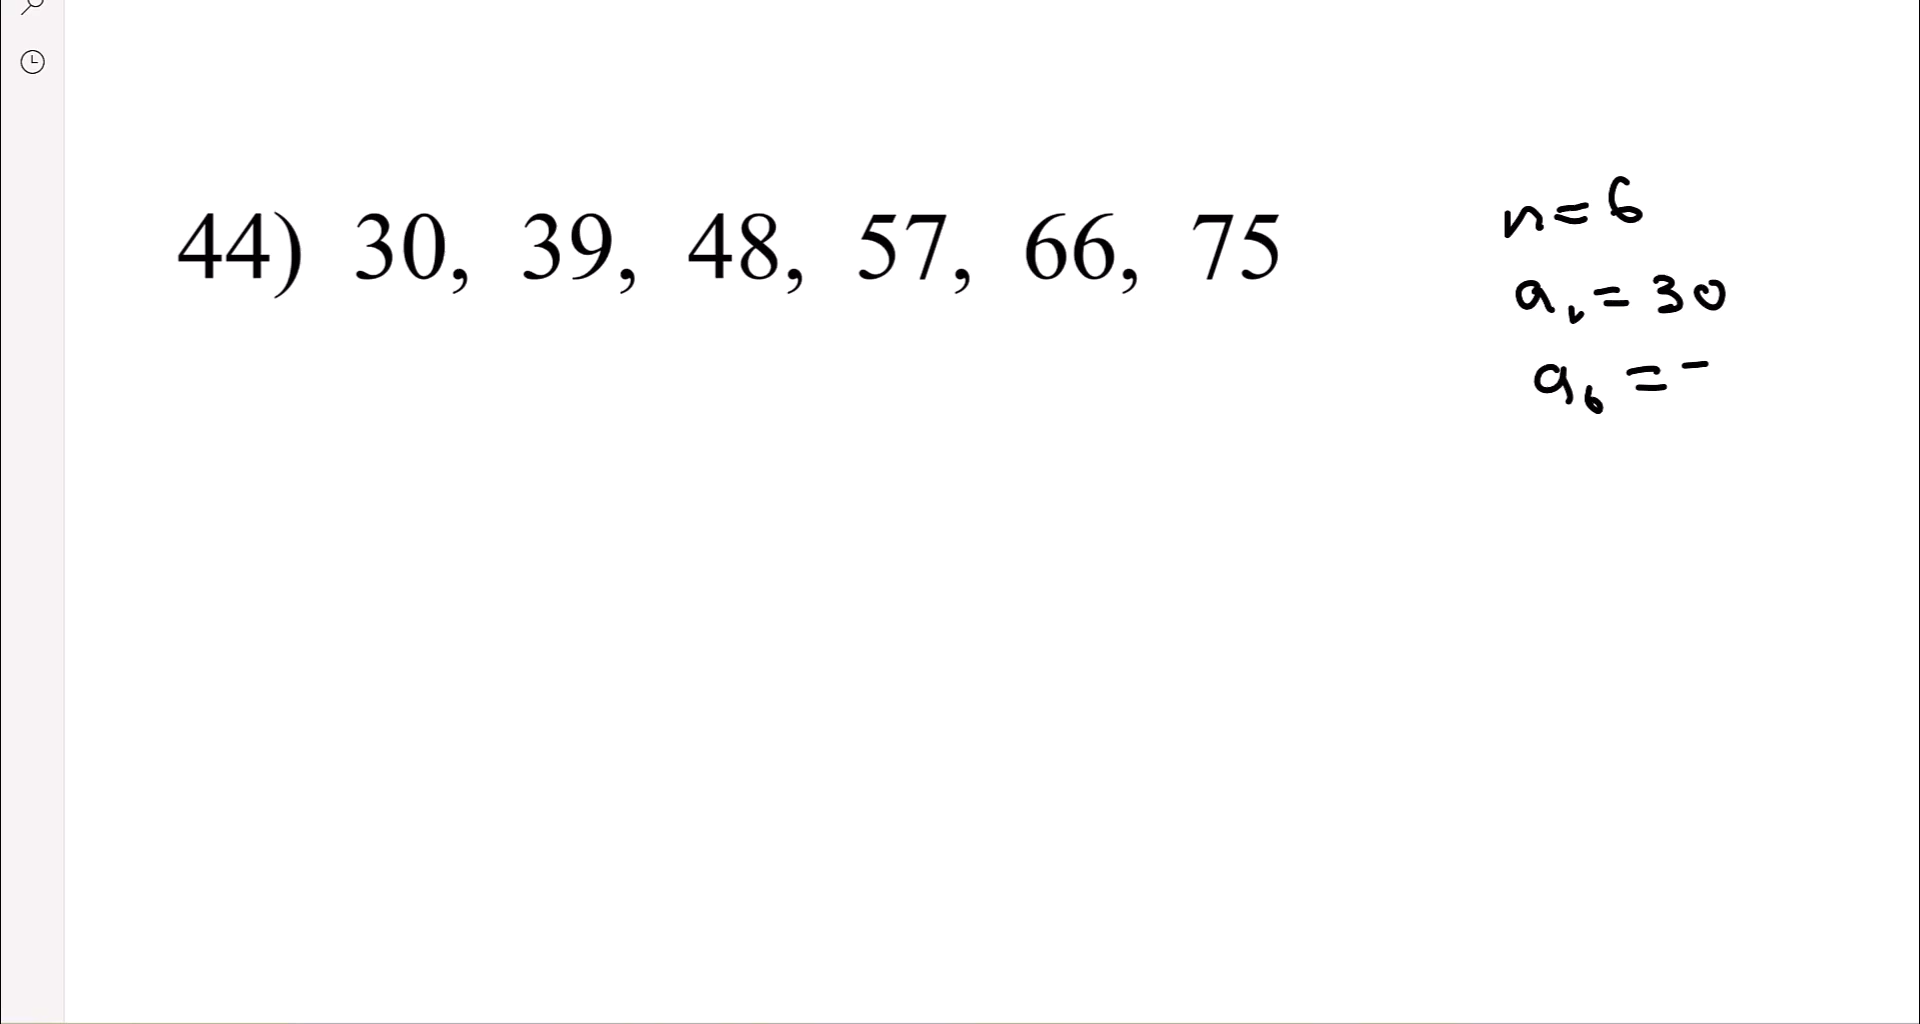 44) 30, 39, 48, 57, 66, 75
n=6
a₁=30
a₆=